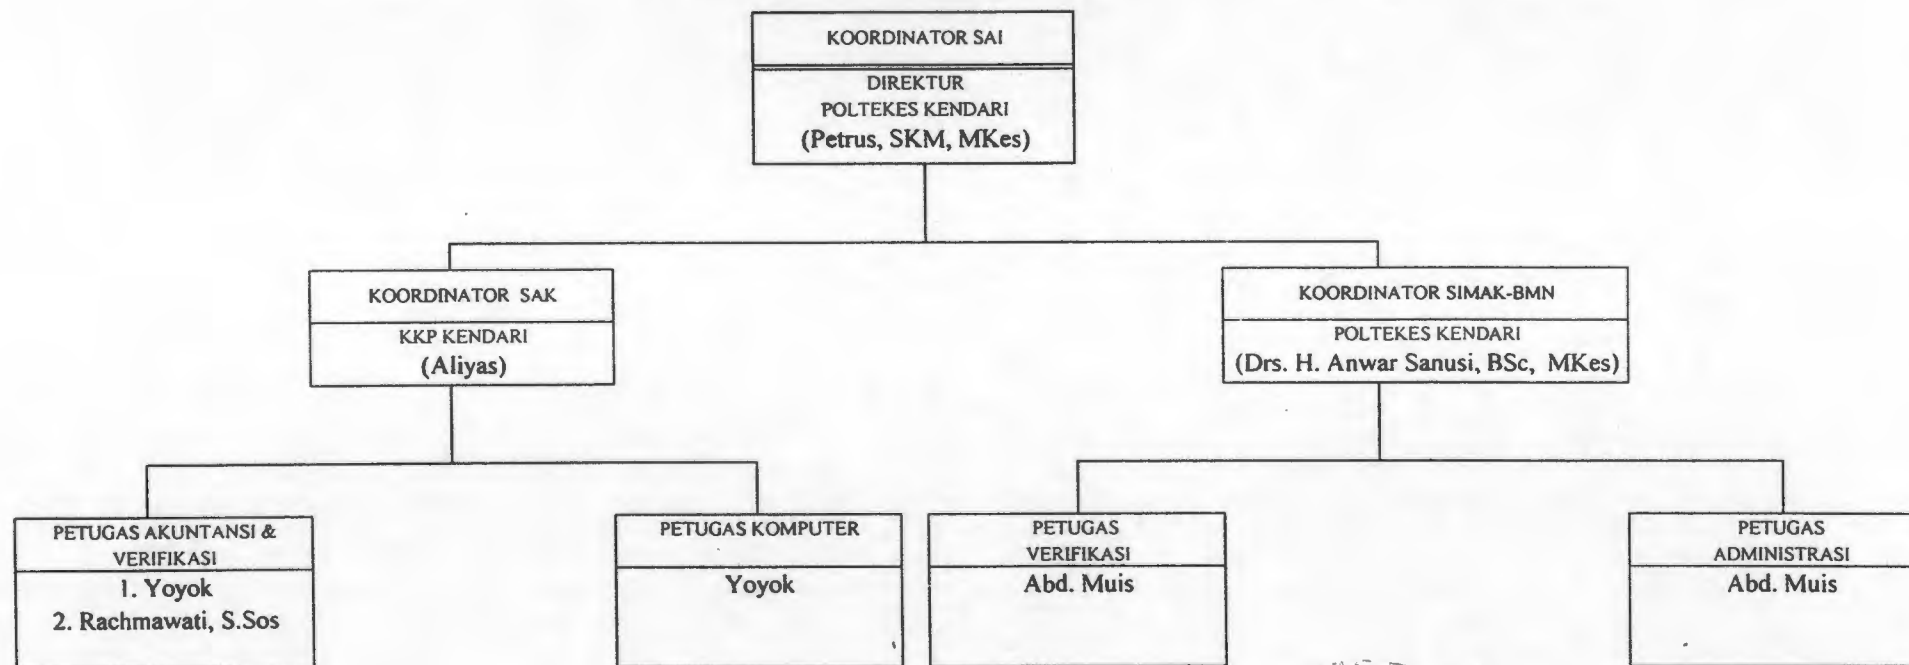 KOORDINATOR SAI
DIREKTUR
POLTEKES KENDARI
(Petrus, SKM, MKes)
KOORDINATOR SAK
KKP KENDARI
(Aliyas)
KOORDINATOR SIMAK-BMN
POLTEKES KENDARI
(Drs. H. Anwar Sanusi, BSc, MKes)
PETUGAS AKUNTANSI &
VERIFIKASI
1. Yoyok
2. Rachmawati, S.Sos
PETUGAS KOMPUTER
Yoyok
PETUGAS
VERIFIKASI
Abd. Muis
PETUGAS
ADMINISTRASI
Abd. Muis